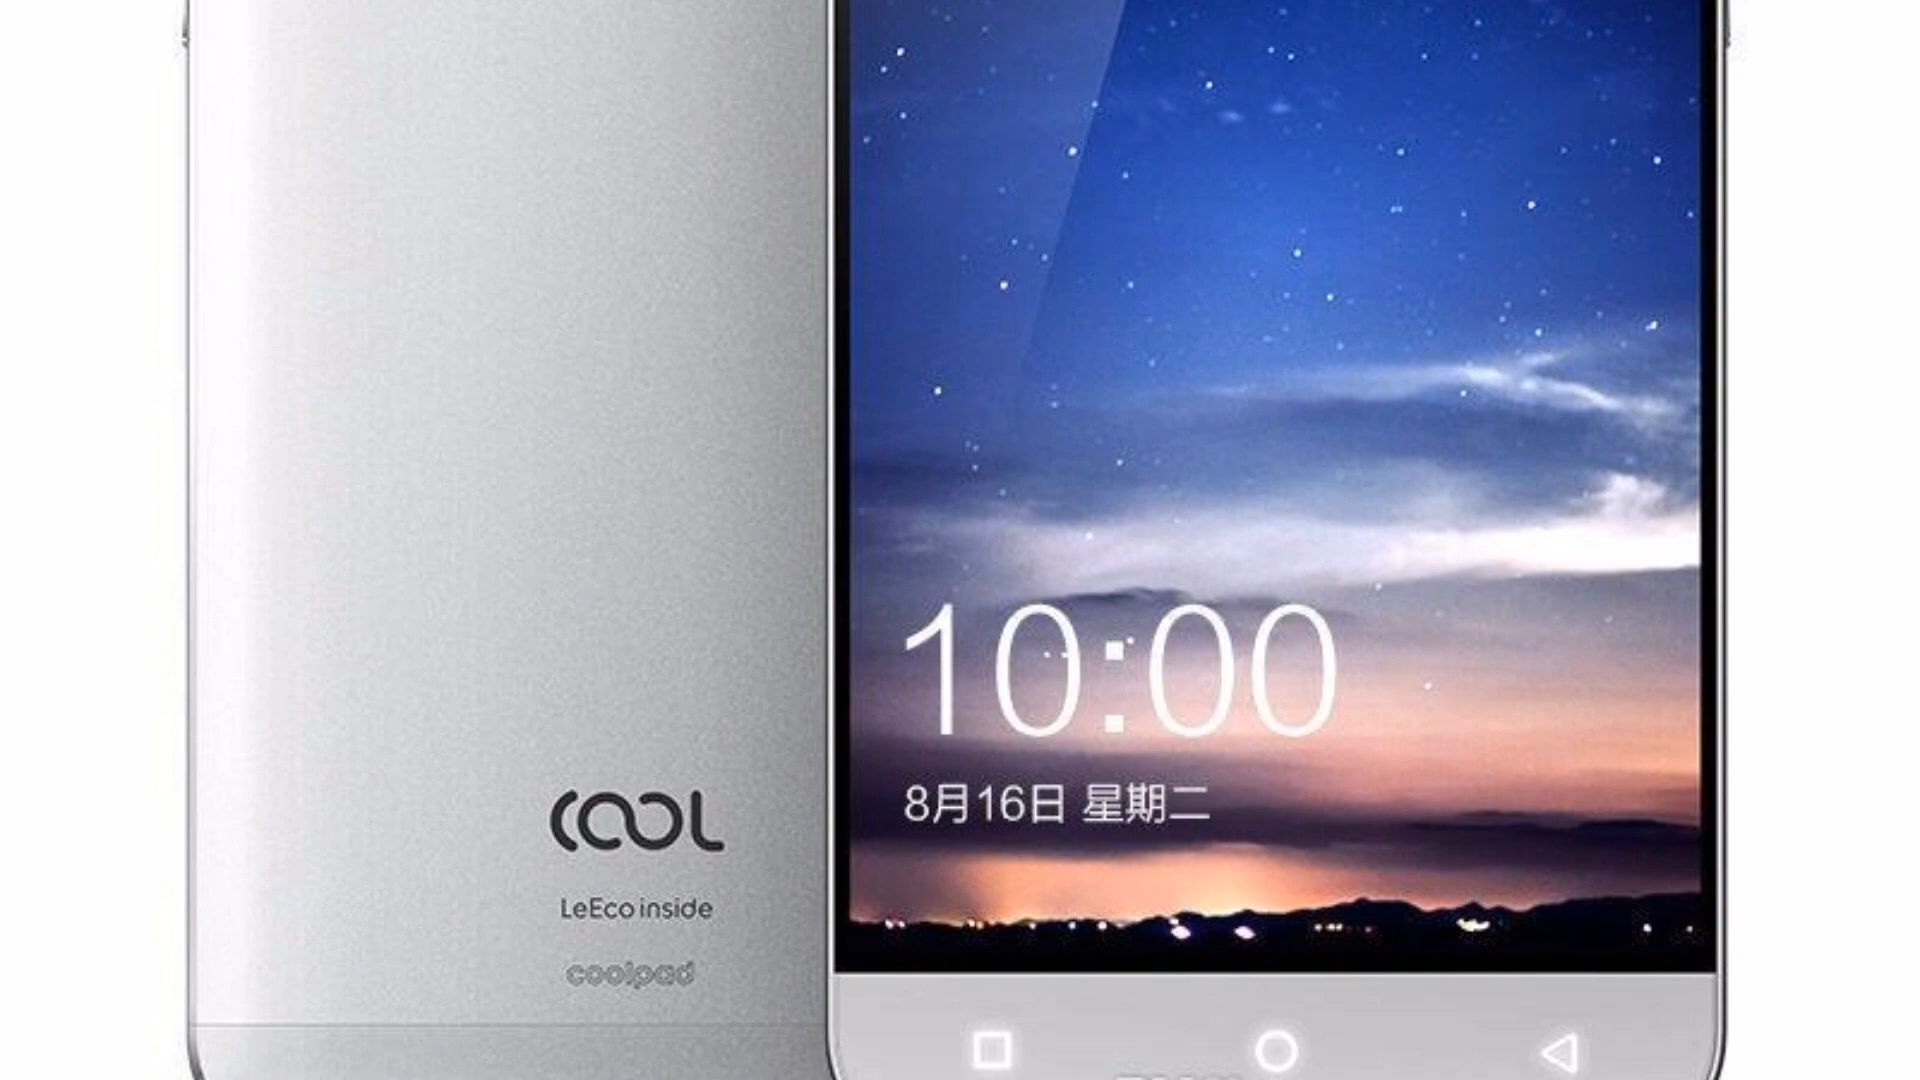 COOL
LeEco inside
coolpad
10:00
8月16日 星期二